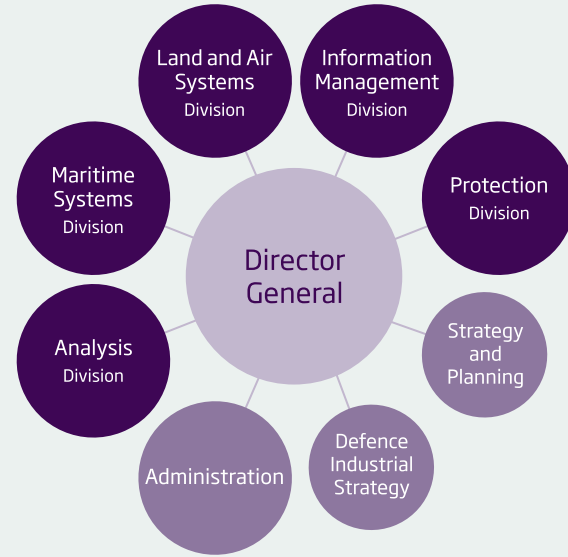 Land and Air
Systems
Division
Information
Management
Division
Maritime
Systems
Division
Protection
Division
Director
General
Analysis
Division
Strategy
and
Planning
Administration
Defence
Industrial
Strategy